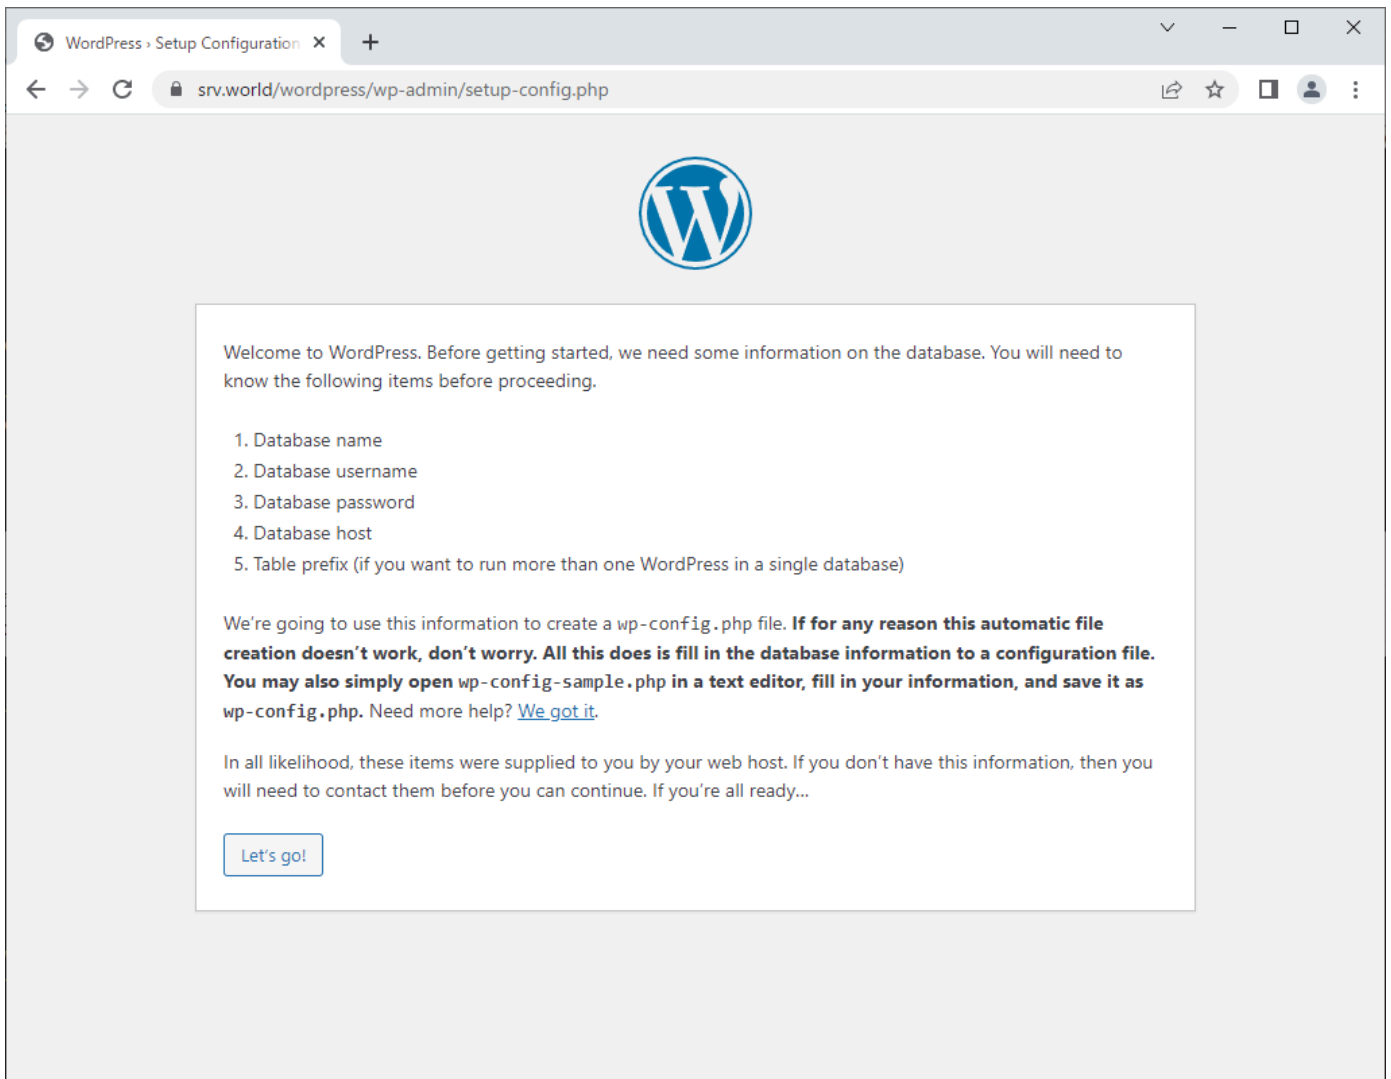 WordPress › Setup Configuration
srv.world/wordpress/wp-admin/setup-config.php
Welcome to WordPress. Before getting started, we need some information on the database. You will need to
know the following items before proceeding.
1. Database name
2. Database username
3. Database password
4. Database host
5. Table prefix (if you want to run more than one WordPress in a single database)
We’re going to use this information to create a wp-config.php file. If for any reason this automatic file
creation doesn’t work, don’t worry. All this does is fill in the database information to a configuration file.
You may also simply open wp-config-sample.php in a text editor, fill in your information, and save it as
wp-config.php. Need more help? We got it.
In all likelihood, these items were supplied to you by your web host. If you don’t have this information, then you
will need to contact them before you can continue. If you’re all ready…
Let’s go!